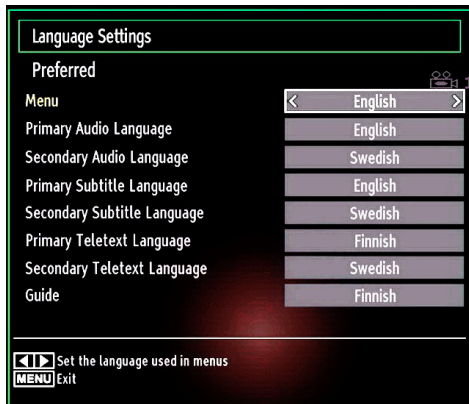 Language Settings
Preferred
Menu < English >
Primary Audio Language English
Secondary Audio Language Swedish
Primary Subtitle Language English
Secondary Subtitle Language Swedish
Primary Teletext Language Finnish
Secondary Teletext Language Swedish
Guide Finnish
Set the language used in menus
MENU Exit